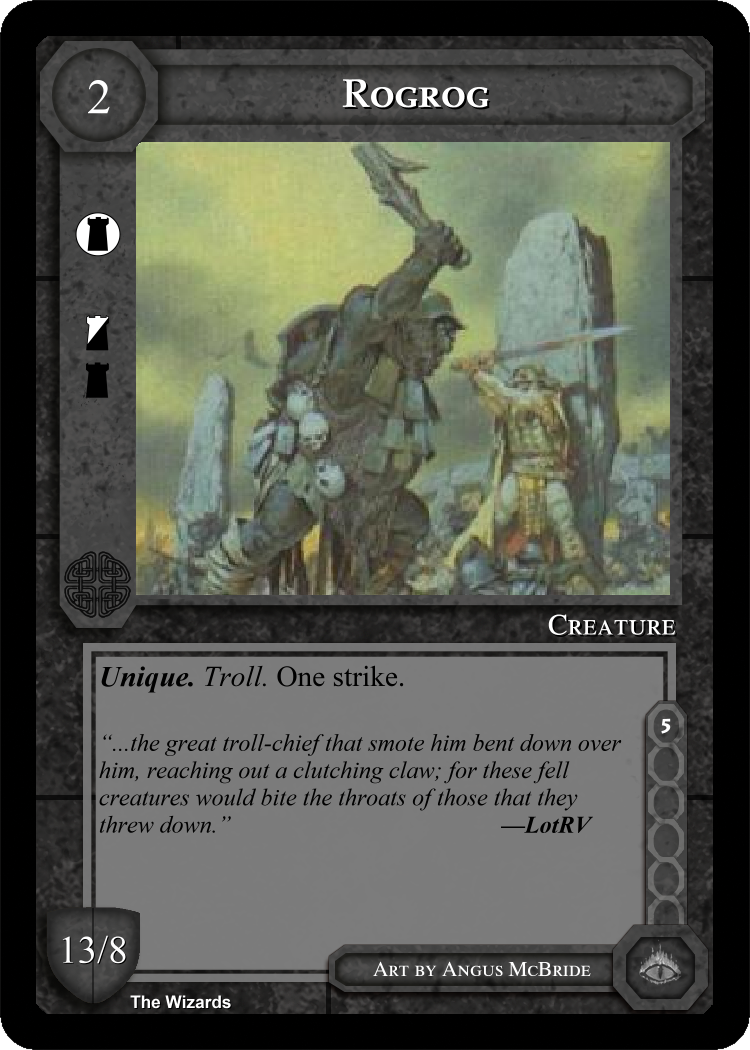 2
Rogrog
Creature
Unique. Troll. One strike.
5
“...the great troll-chief that smote him bent down over
him, reaching out a clutching claw; for these fell
creatures would bite the throats of those that they
threw down.” —LotRV
13/8
Art by Angus McBride
The Wizards